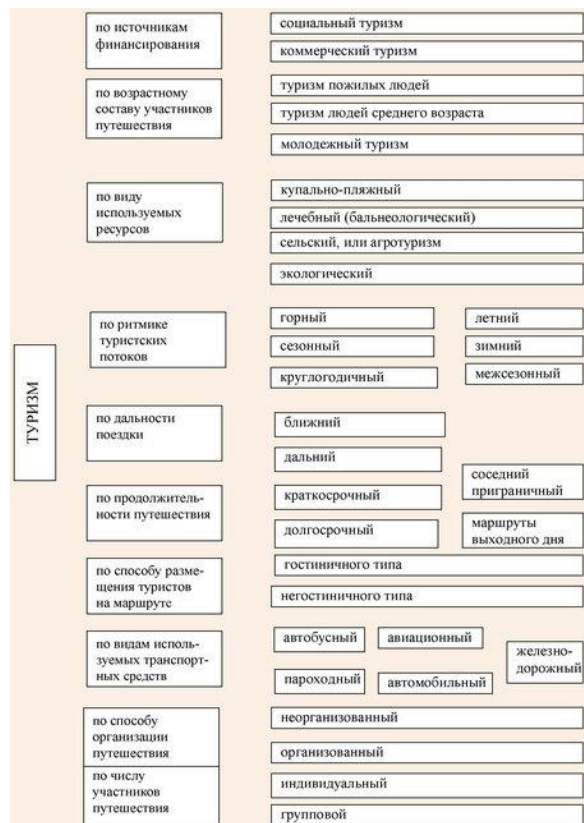 ТУРИЗМ
по источникам
финансирования
социальный туризм
коммерческий туризм
по возрастному
составу участников
путешествия
туризм пожилых людей
туризм людей среднего возраста
молодежный туризм
по виду
используемых
ресурсов
купально-пляжный
лечебный (бальнеологический)
сельский, или агротуризм
экологический
по ритмике
туристских
потоков
горный
летний
сезонный
зимний
круглогодичный
межсезонный
по дальности
поездки
ближний
дальний
соседний
приграничный
по продолжитель-
ности путешествия
краткосрочный
долгосрочный
маршруты
выходного дня
по способу разме-
щения туристов
на маршруте
гостиничного типа
негостиничного типа
по видам исполь-
зуемых транспорт-
ных средств
автобусный
авиационный
железно-
дорожный
пароходный
автомобильный
по способу
организации
путешествия
неорганизованный
организованный
по числу
участников
путешествия
индивидуальный
групповой